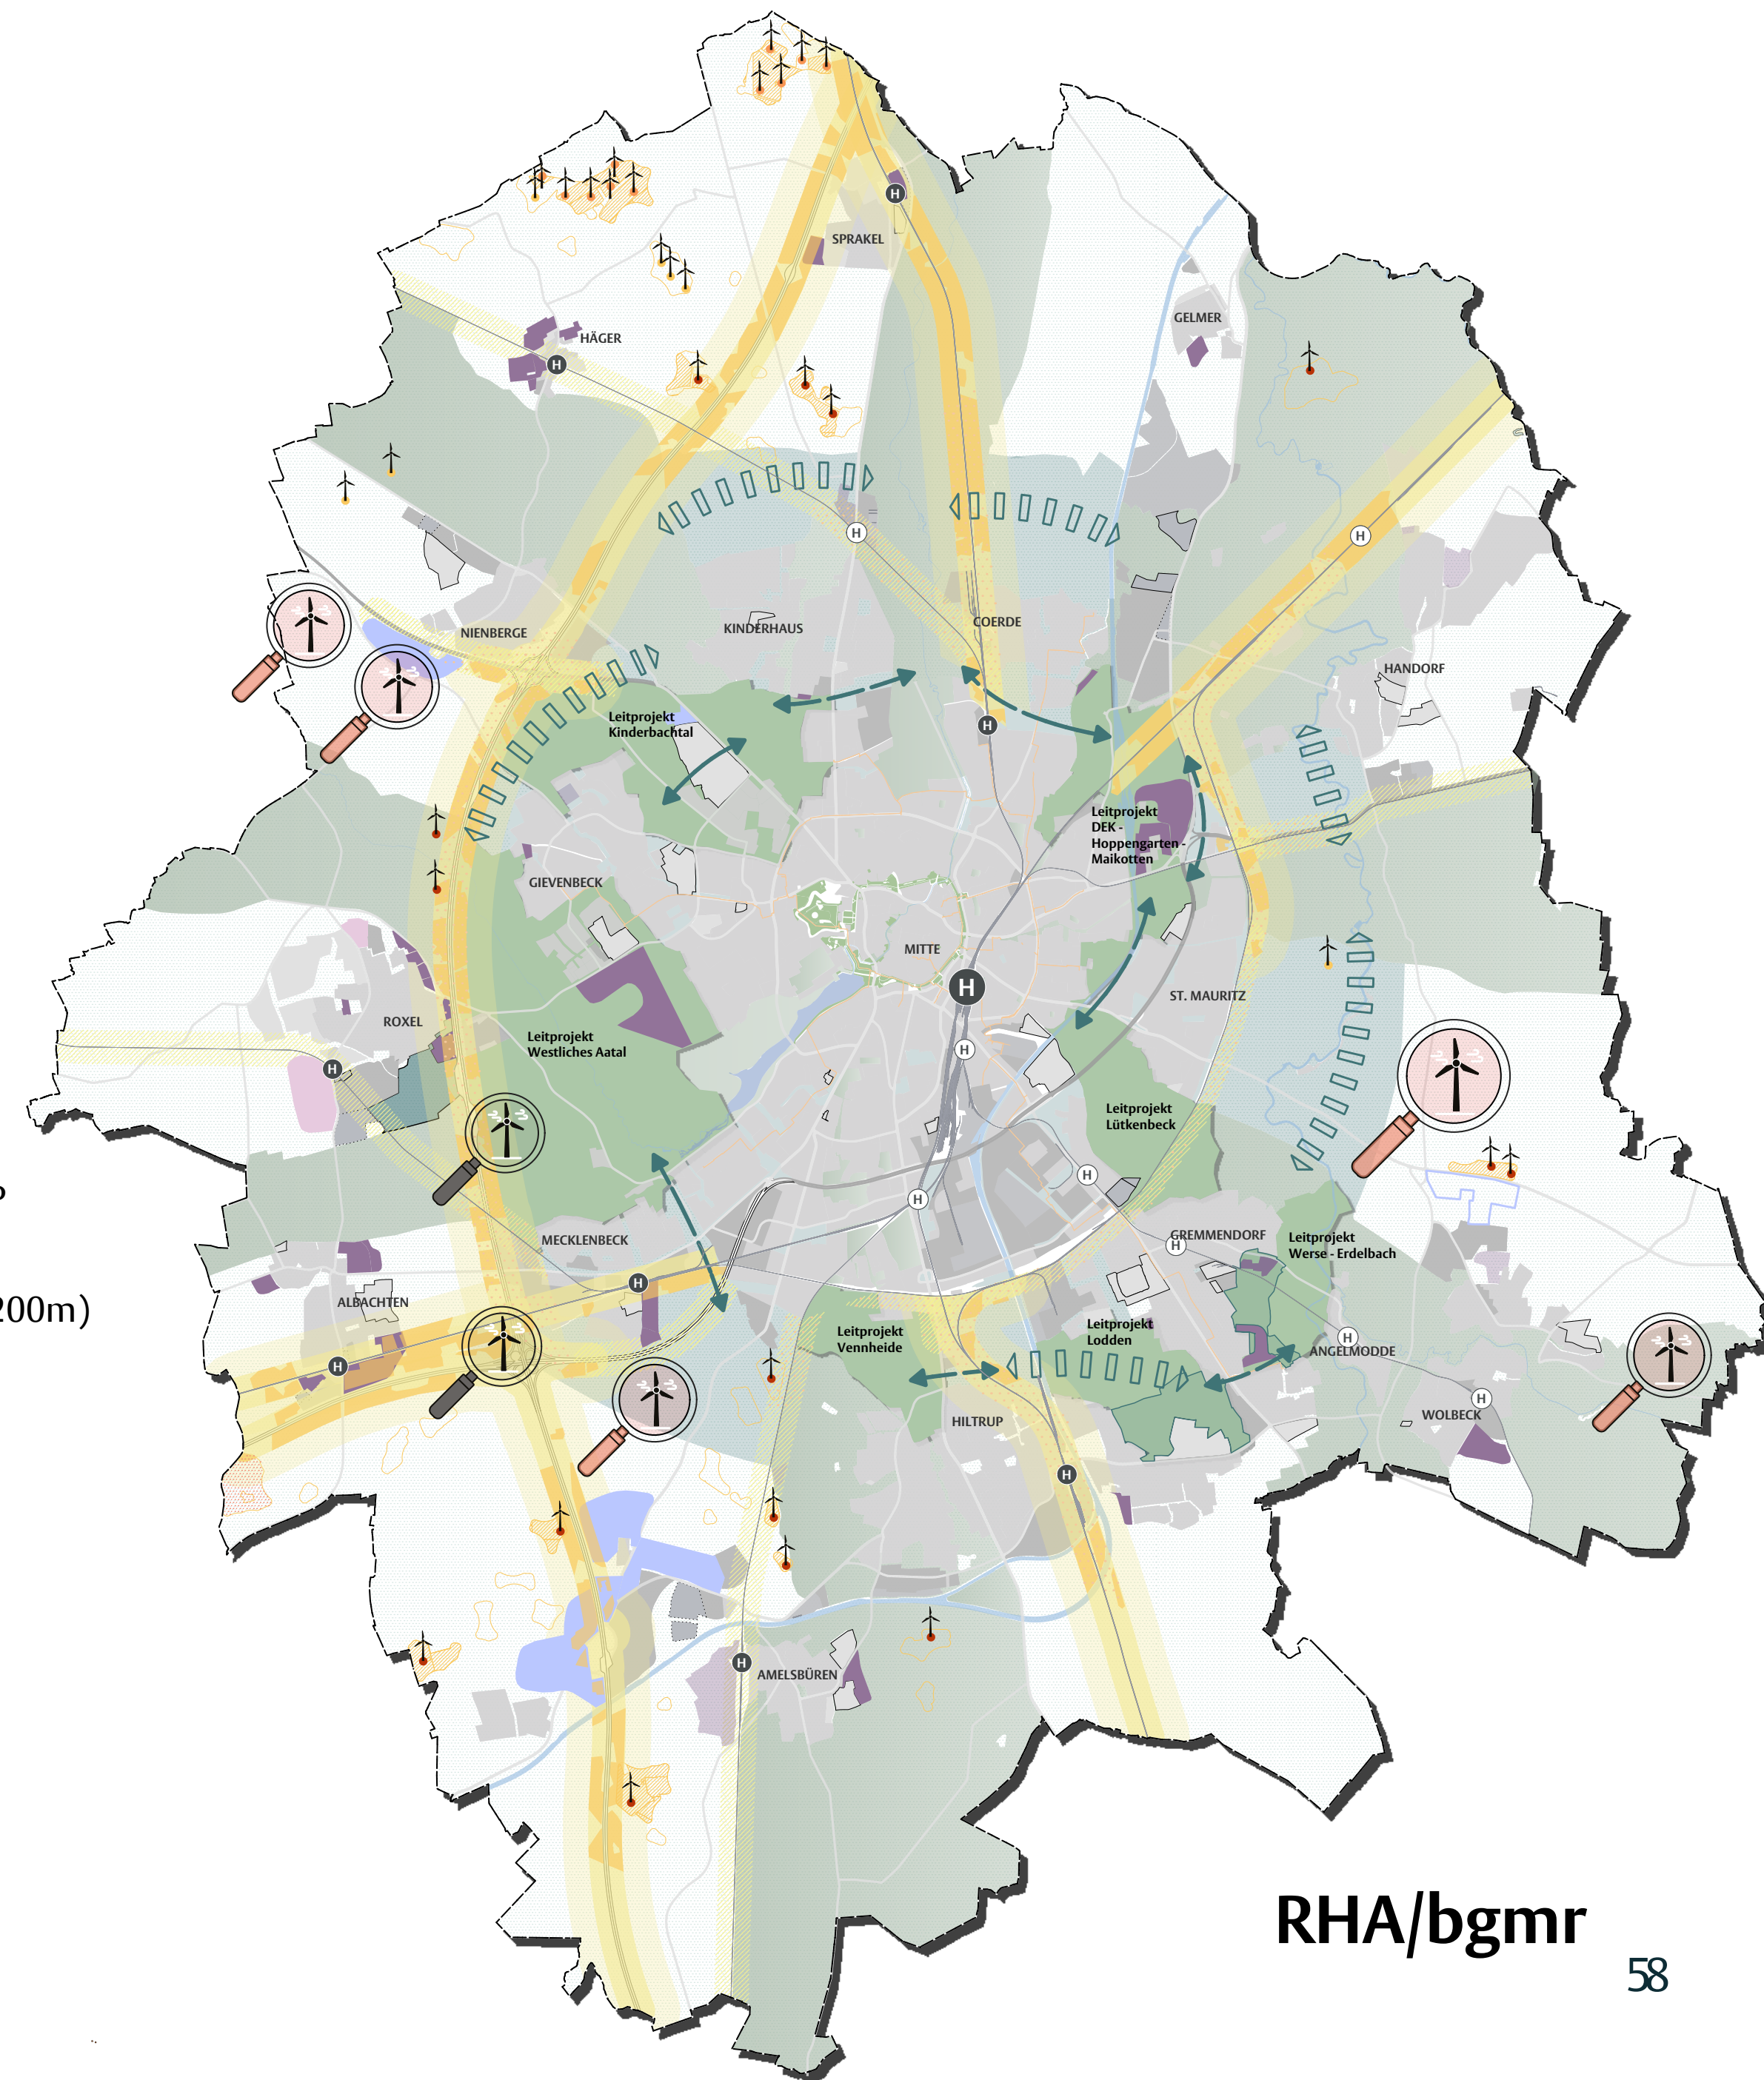 H
SPRAKEL
GELMER
HÄGER
H
H
H
NIENBERGE
KINDERHAUS
COERDE
HANDORF
Leitprojekt
Kinderbachtal
H
Leitprojekt
DEK -
Hoppengarten -
Maikotten
GIEVENBECK
MITTE
H
ST. MAURITZ
ROXEL
Leitprojekt
Westliches Aatal
H
H
Leitprojekt
Lütkenbeck
H
H
200m)
MECKLENBECK
GREMMENDORF
H
Leitprojekt
Werse - Erdelbach
H
ALBACHTEN
Leitprojekt
Vennheide
Leitprojekt
Lodden
H
ANGELMODDE
H
HILTRUP
WOLBECK
H
H
H
AMELSBÜREN
RHA/bgmr
58